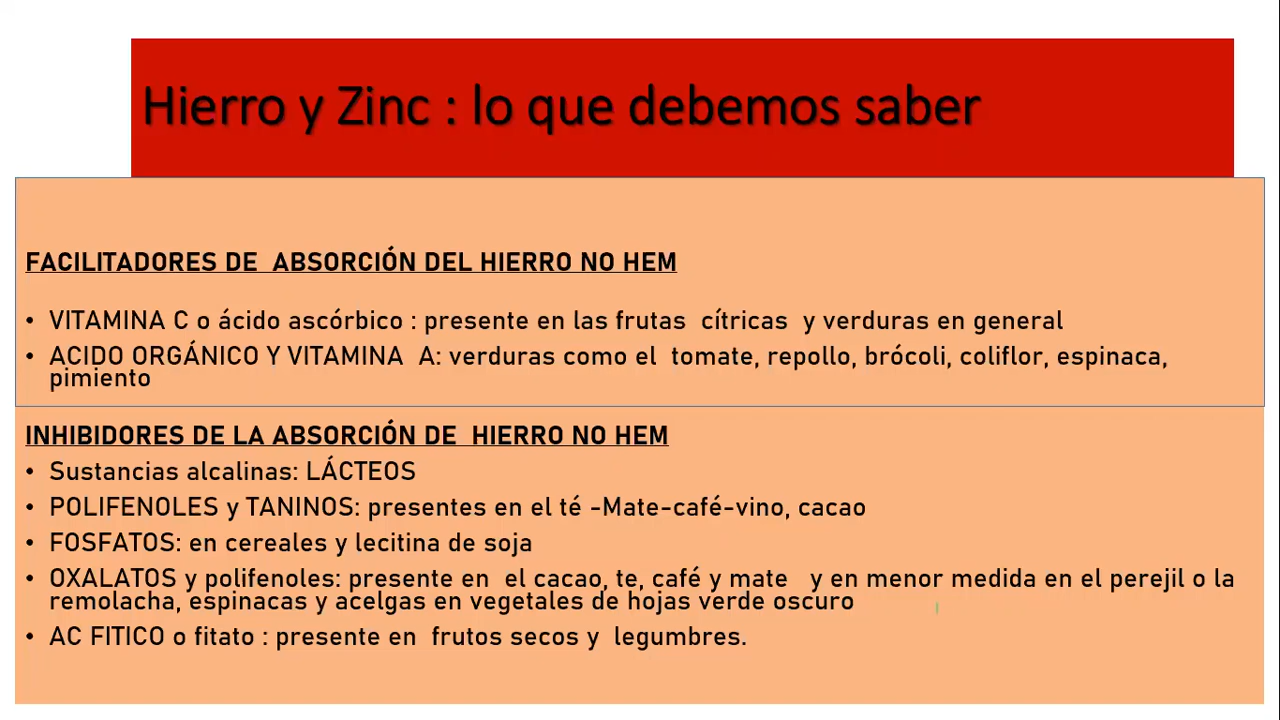 Hierro y Zinc : lo que debemos saber
FACILITADORES DE ABSORCIÓN DEL HIERRO NO HEM
• VITAMINA C o ácido ascórbico : presente en las frutas cítricas y verduras en general
• ACIDO ORGÁNICO Y VITAMINA A: verduras como el tomate, repollo, brócoli, coliflor, espinaca,
pimiento
INHIBIDORES DE LA ABSORCIÓN DE HIERRO NO HEM
• Sustancias alcalinas: LÁCTEOS
• POLIFENOLES y TANINOS: presentes en el té -Mate-café-vino, cacao
• FOSFATOS: en cereales y lecitina de soja
• OXALATOS y polifenoles: presente en el cacao, te, café y mate y en menor medida en el perejil o la
remolacha, espinacas y acelgas en vegetales de hojas verde oscuro
• AC FITICO o fitato : presente en frutos secos y legumbres.